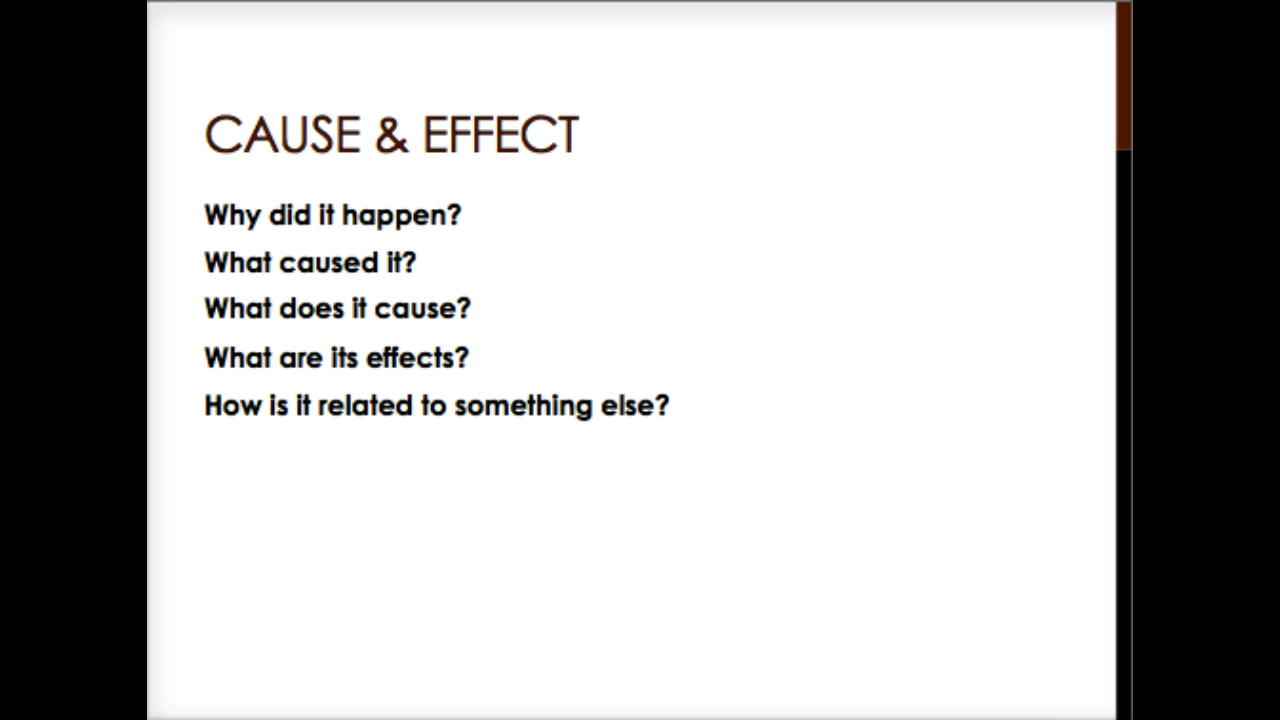 CAUSE & EFFECT
Why did it happen?
What caused it?
What does it cause?
What are its effects?
How is it related to something else?